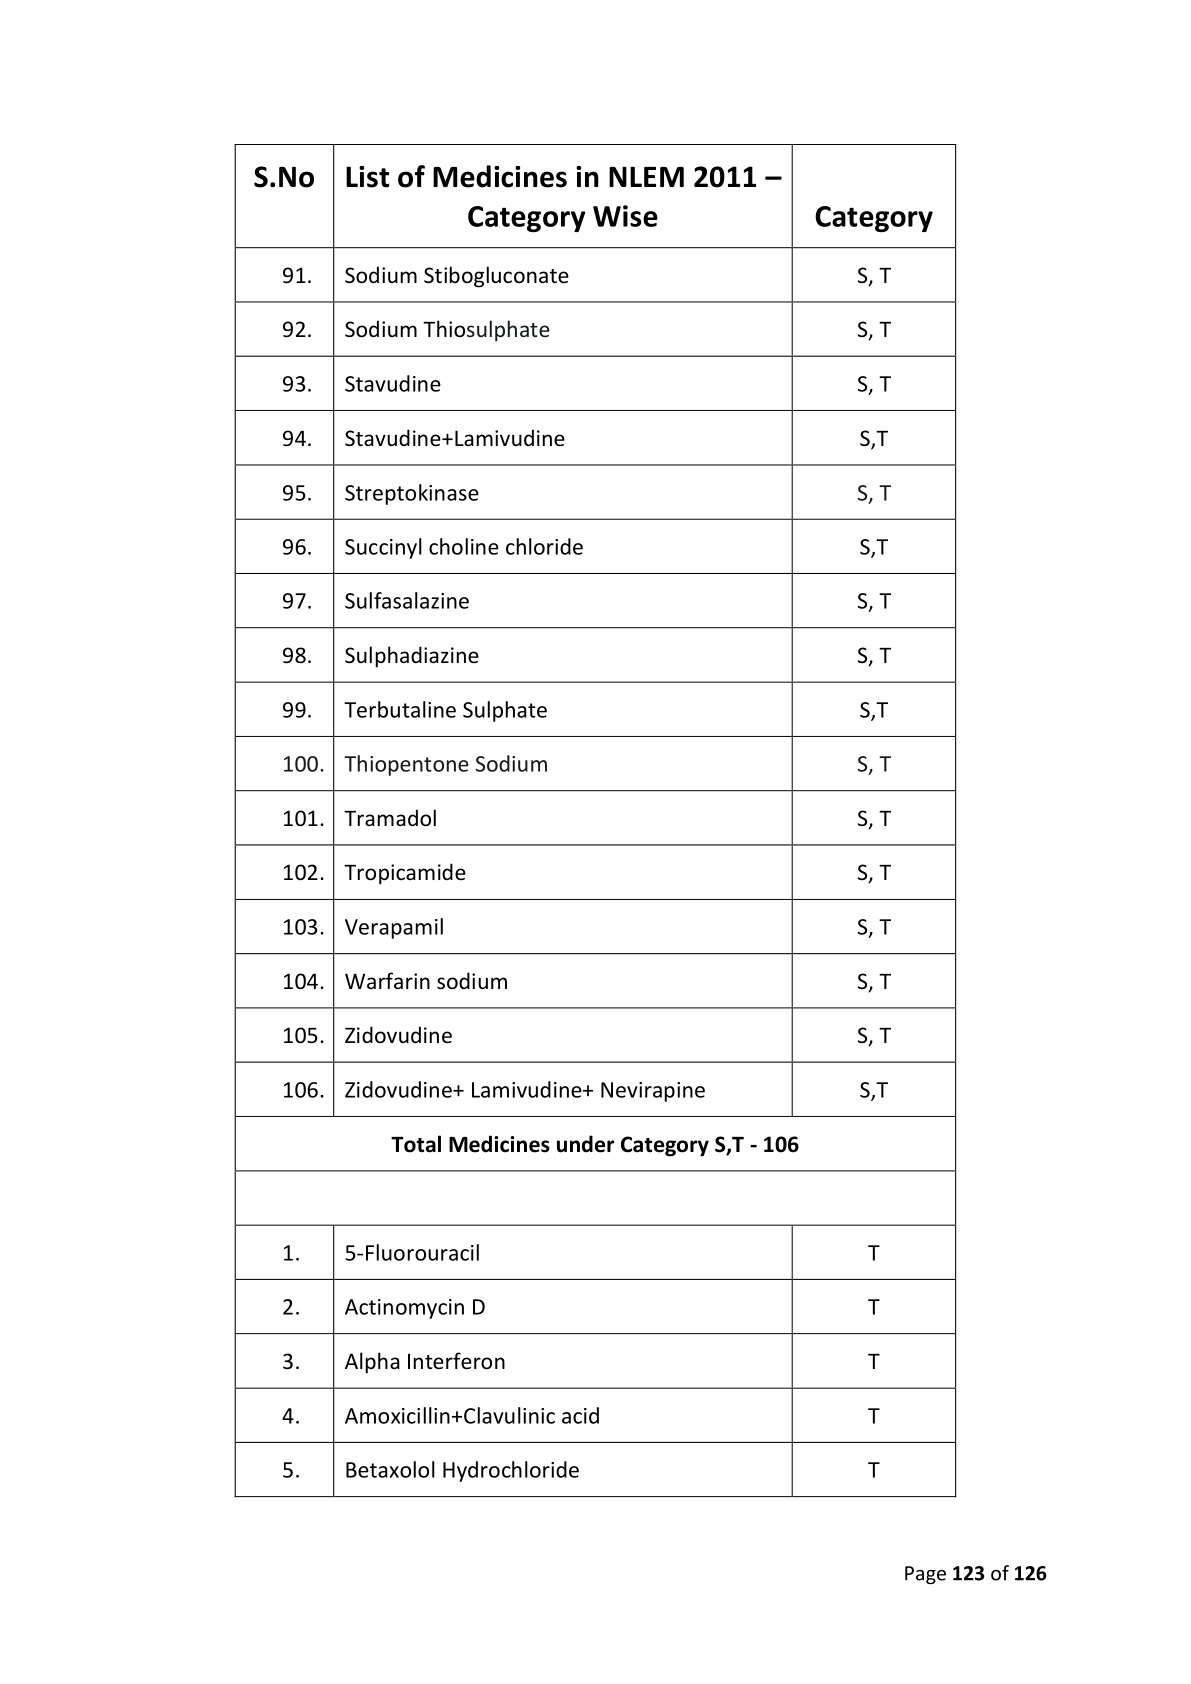 S.No List of Medicines in NLEM 2011 –
Category Wise Category
91. Sodium Stibogluconate S, T
92. Sodium Thiosulphate S, T
93. Stavudine S, T
94. Stavudine+Lamivudine S,T
95. Streptokinase S, T
96. Succinyl choline chloride S,T
97. Sulfasalazine S, T
98. Sulphadiazine S, T
99. Terbutaline Sulphate S,T
100. Thiopentone Sodium S, T
101. Tramadol S, T
102. Tropicamide S, T
103. Verapamil S, T
104. Warfarin sodium S, T
105. Zidovudine S, T
106. Zidovudine+ Lamivudine+ Nevirapine S,T
Total Medicines under Category S,T - 106
1. 5-Fluorouracil T
2. Actinomycin D T
3. Alpha Interferon T
4. Amoxicillin+Clavulinic acid T
5. Betaxolol Hydrochloride T
Page 123 of 126